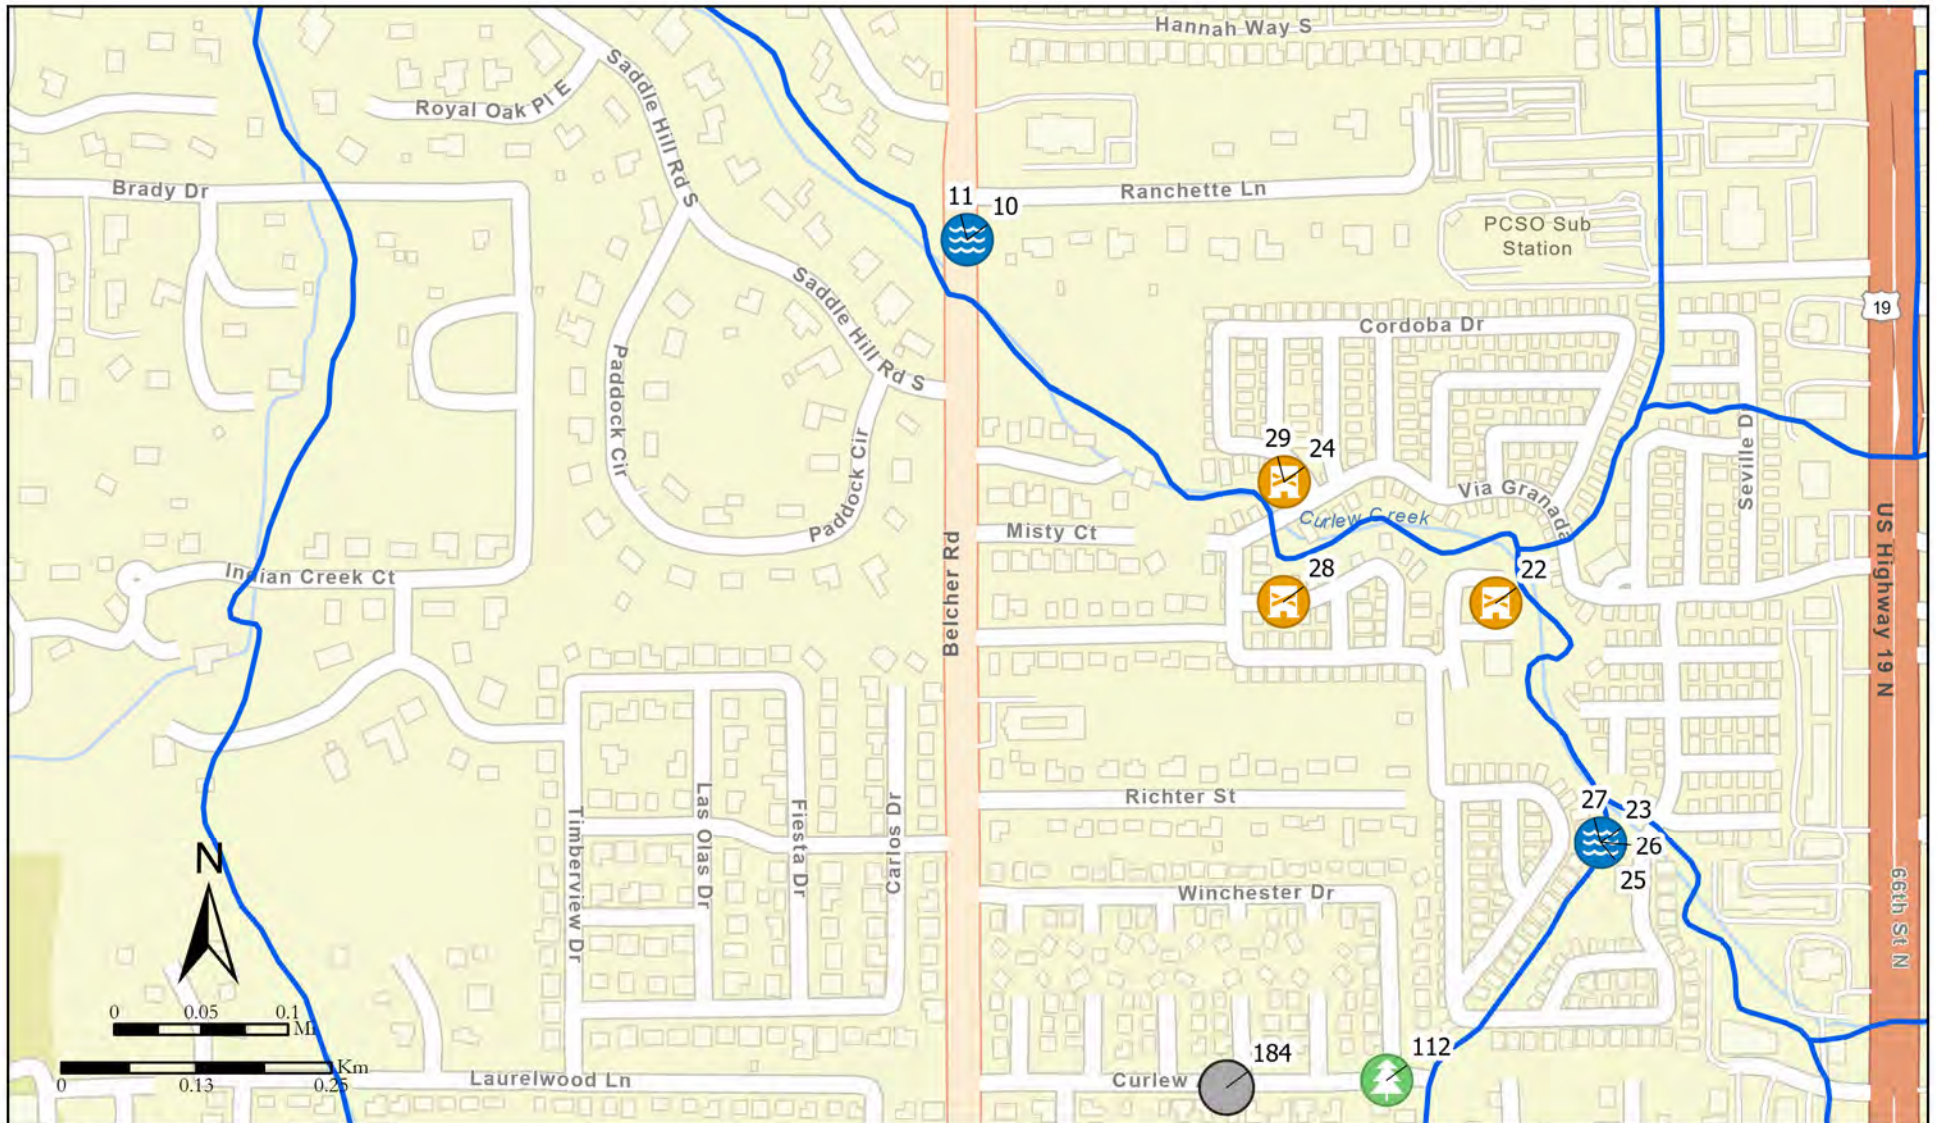 Hannah Way S
Saddle Hill Rd S
Royal Oak Pl E
Brady Dr
Ranchette Ln
11
10
PCSO Sub
Station
Saddle Hill Rd S
19
Cordoba Dr
Paddock Cir
Paddock Cir
29
24
Via Granada
Seville Dr
Curlew Creek
Misty Ct
Belcher Rd
US Highway 19 N
Indian Creek Ct
28
22
Richter St
27
23
26
25
Timberview Dr
Las Olas Dr
Fiesta Dr
Carlos Dr
Winchester Dr
66th St N
N
0 0.05 0.1
Mi
Km
0 0.13 0.25
Laurelwood Ln
Curlew
184
112